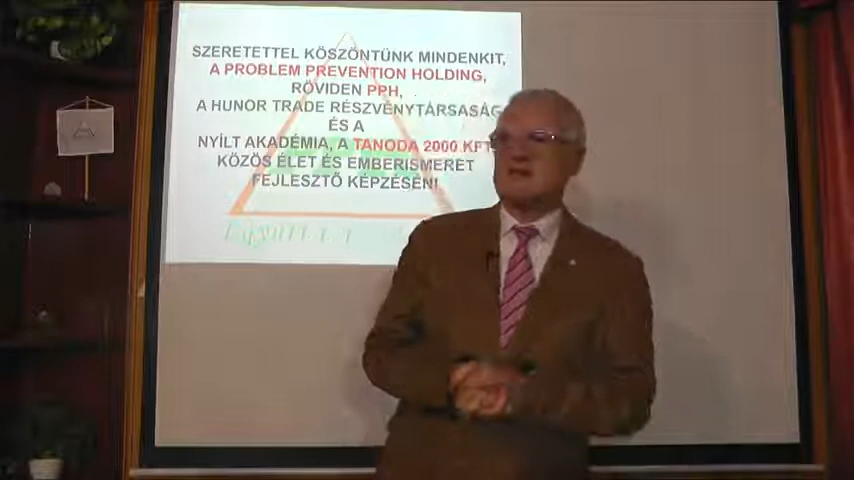 SZERETETTEL KÖSZÖNTÜNK MINDENKIT,
A PROBLEM PREVENTION HOLDING,
RÖVIDEN PPH,
A HUNOR TRADE RÉSZVÉNYTÁRSASÁG
ÉS A
NYÍLT AKADÉMIA, A TANODA 2000 KFT.
KÖZÖS ÉLET ÉS EMBERISMERET
FEJLESZTŐ KÉPZÉSÉN!